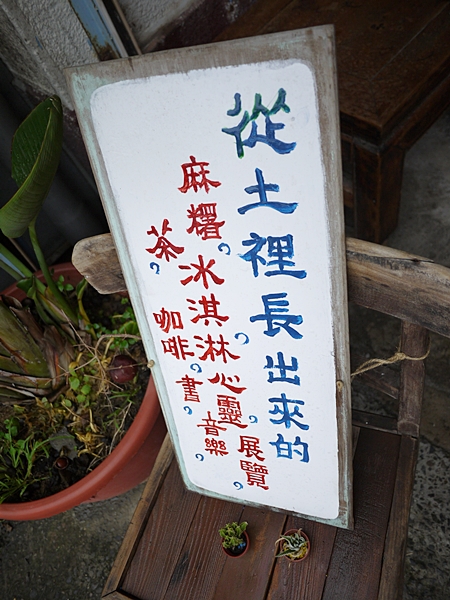 從土裡長出來的
麻糬，冰淇淋，心靈，展覽，
茶，咖啡，書，音樂，